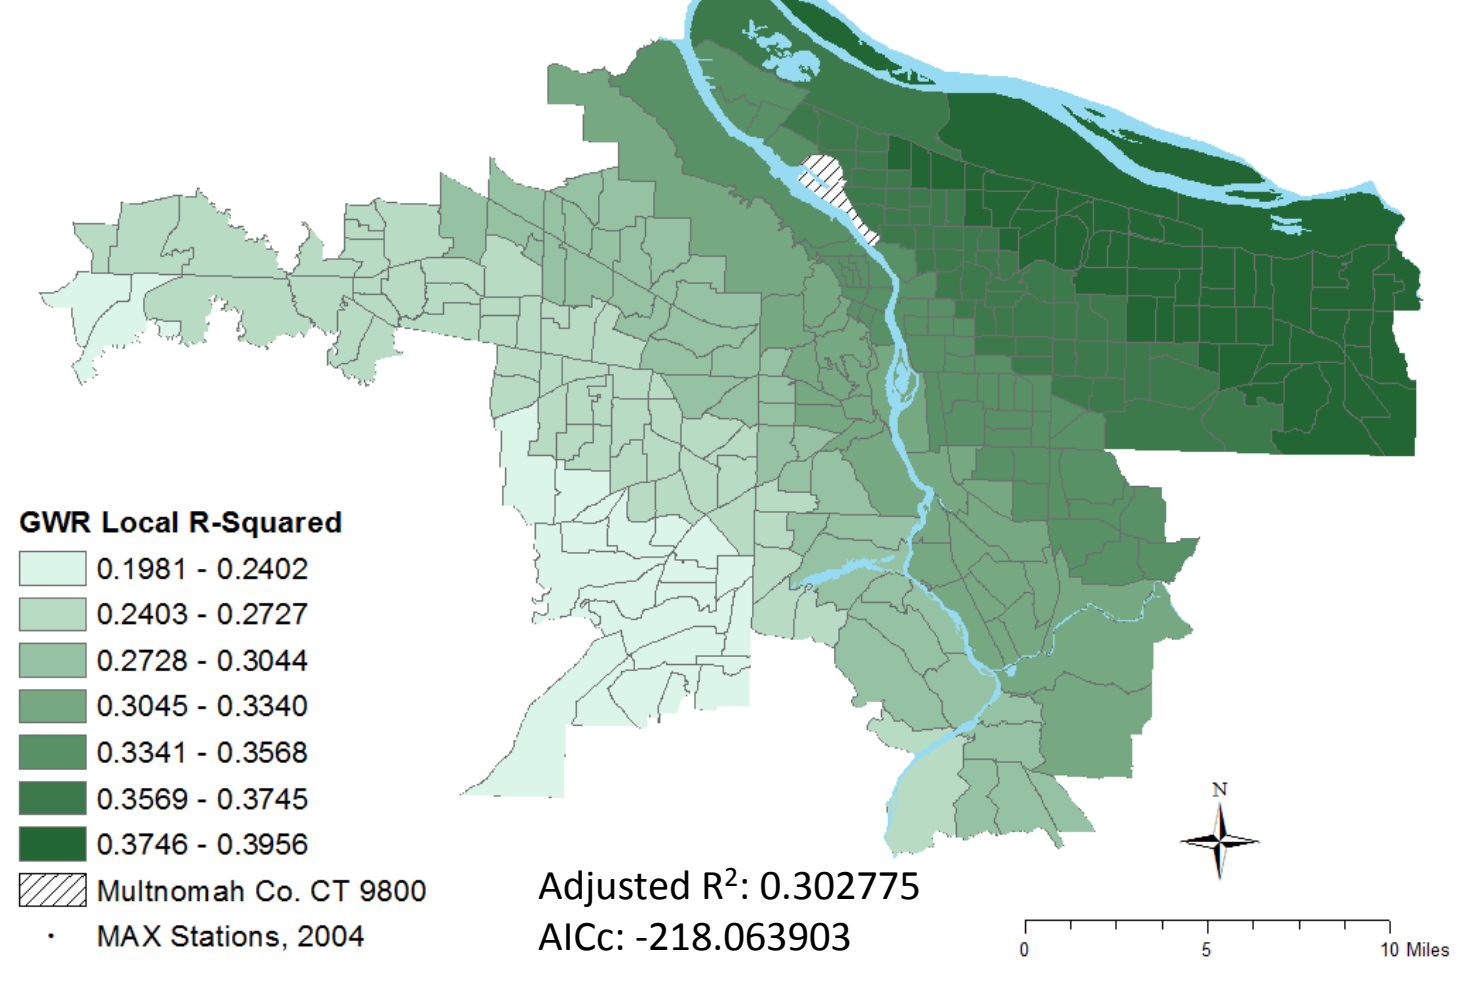 GWR Local R-Squared
0.1981 - 0.2402
0.2403 - 0.2727
0.2728 - 0.3044
0.3045 - 0.3340
0.3341 - 0.3568
0.3569 - 0.3745
0.3746 - 0.3956
Multnomah Co. CT 9800
MAX Stations, 2004
Adjusted R²: 0.302775
AICc: -218.063903
N
0 5 10 Miles